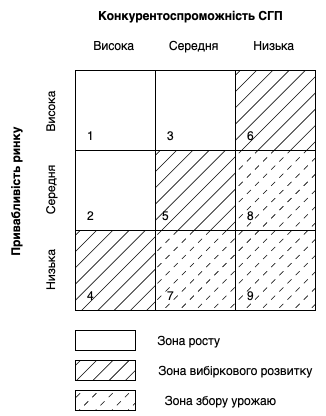 Конкурентоспроможність СГП
Висока Середня Низька
Привабливість ринку
Висока
1 3 6
Середня
2 5 8
Низька
4 7 9
Зона росту
Зона вибіркового розвитку
Зона збору урожаю